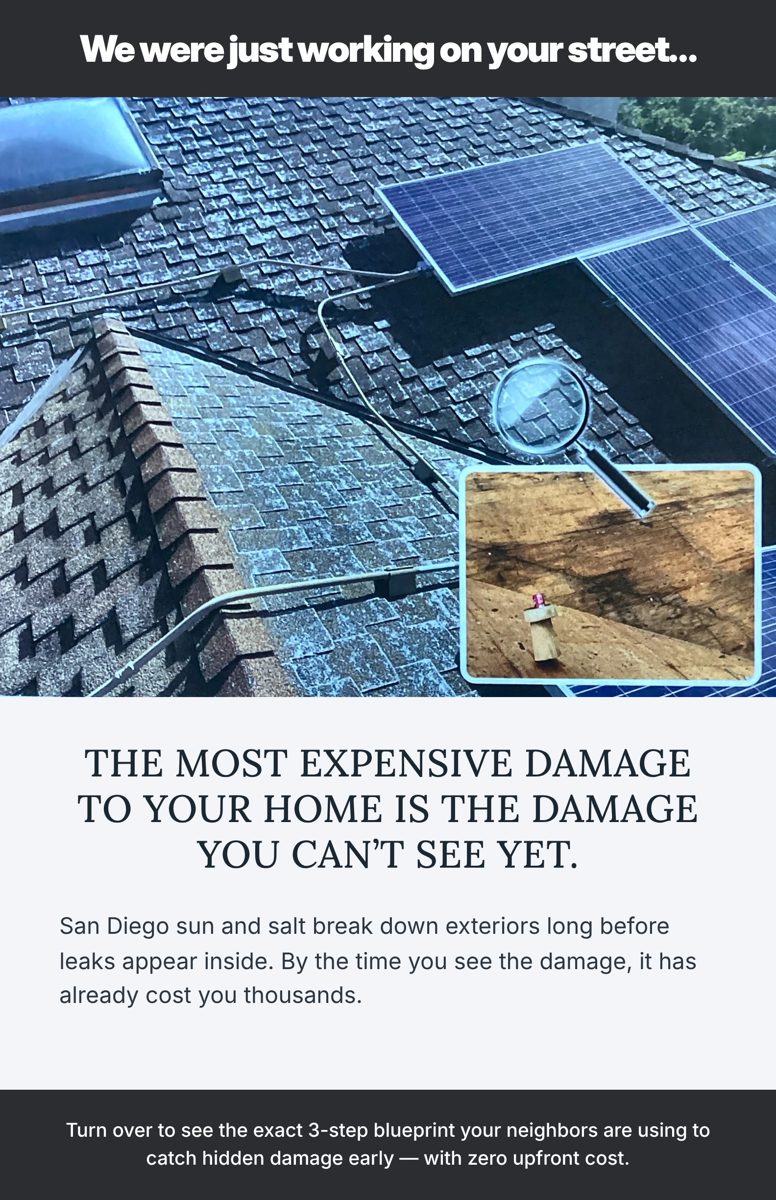 We were just working on your street...
THE MOST EXPENSIVE DAMAGE
TO YOUR HOME IS THE DAMAGE
YOU CAN’T SEE YET.
San Diego sun and salt break down exteriors long before
leaks appear inside. By the time you see the damage, it has
already cost you thousands.
Turn over to see the exact 3-step blueprint your neighbors are using to
catch hidden damage early — with zero upfront cost.